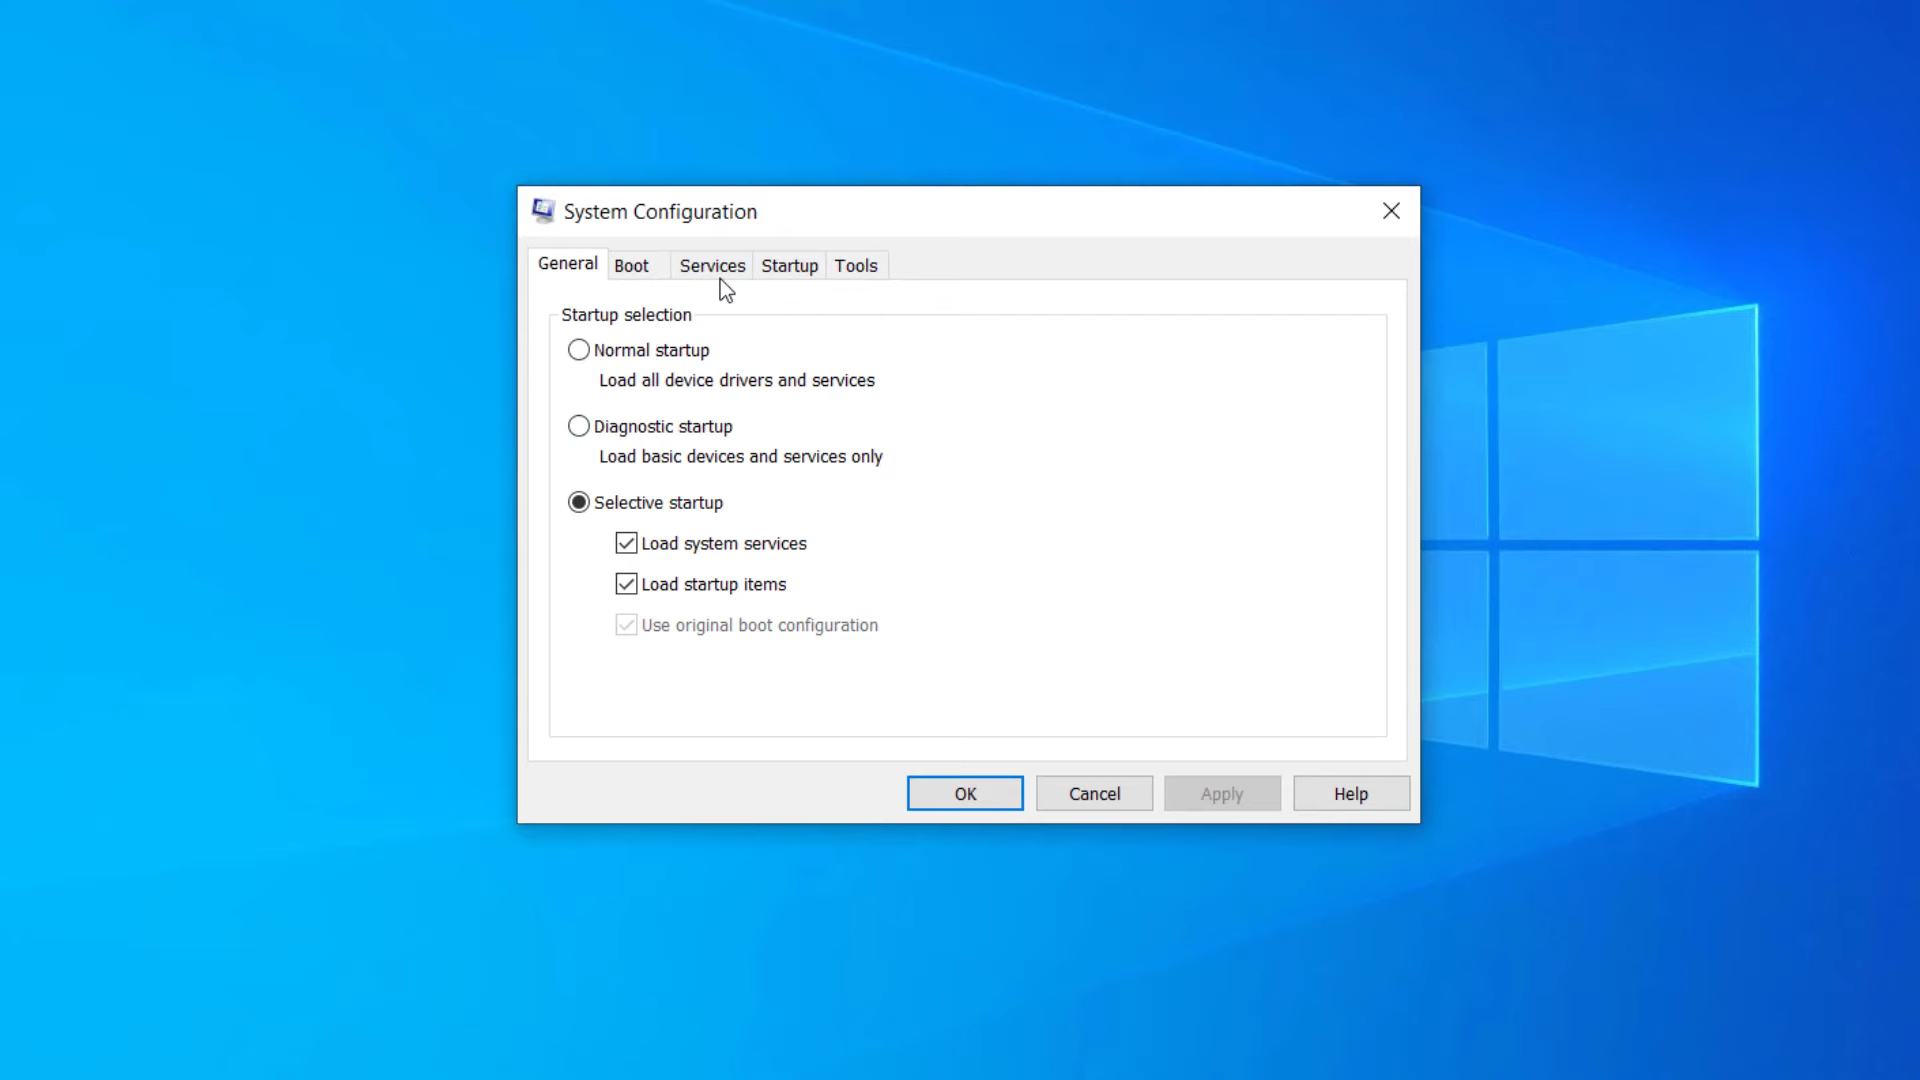 System Configuration
General Boot Services Startup Tools
Startup selection
Normal startup
Load all device drivers and services
Diagnostic startup
Load basic devices and services only
Selective startup
Load system services
Load startup items
Use original boot configuration
OK Cancel Apply Help